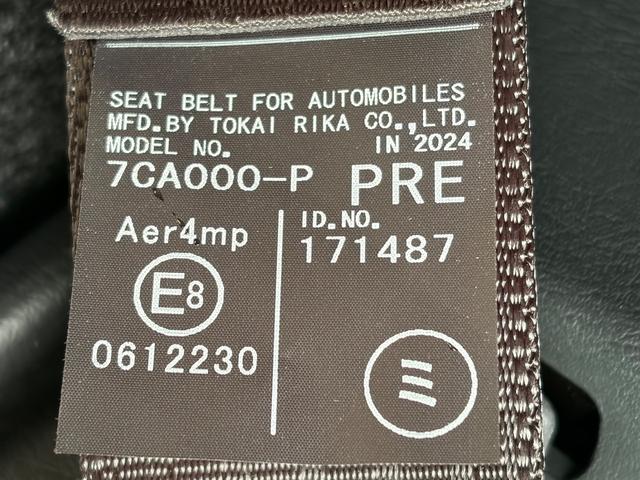 SEAT BELT FOR AUTOMOBILES
MFD.BY TOKAI RIKA CO.,LTD.
MODEL NO. IN 2024
7CA000-P PRE
Aer4mp
E8
0612230
ID.NO.
171487
ミ